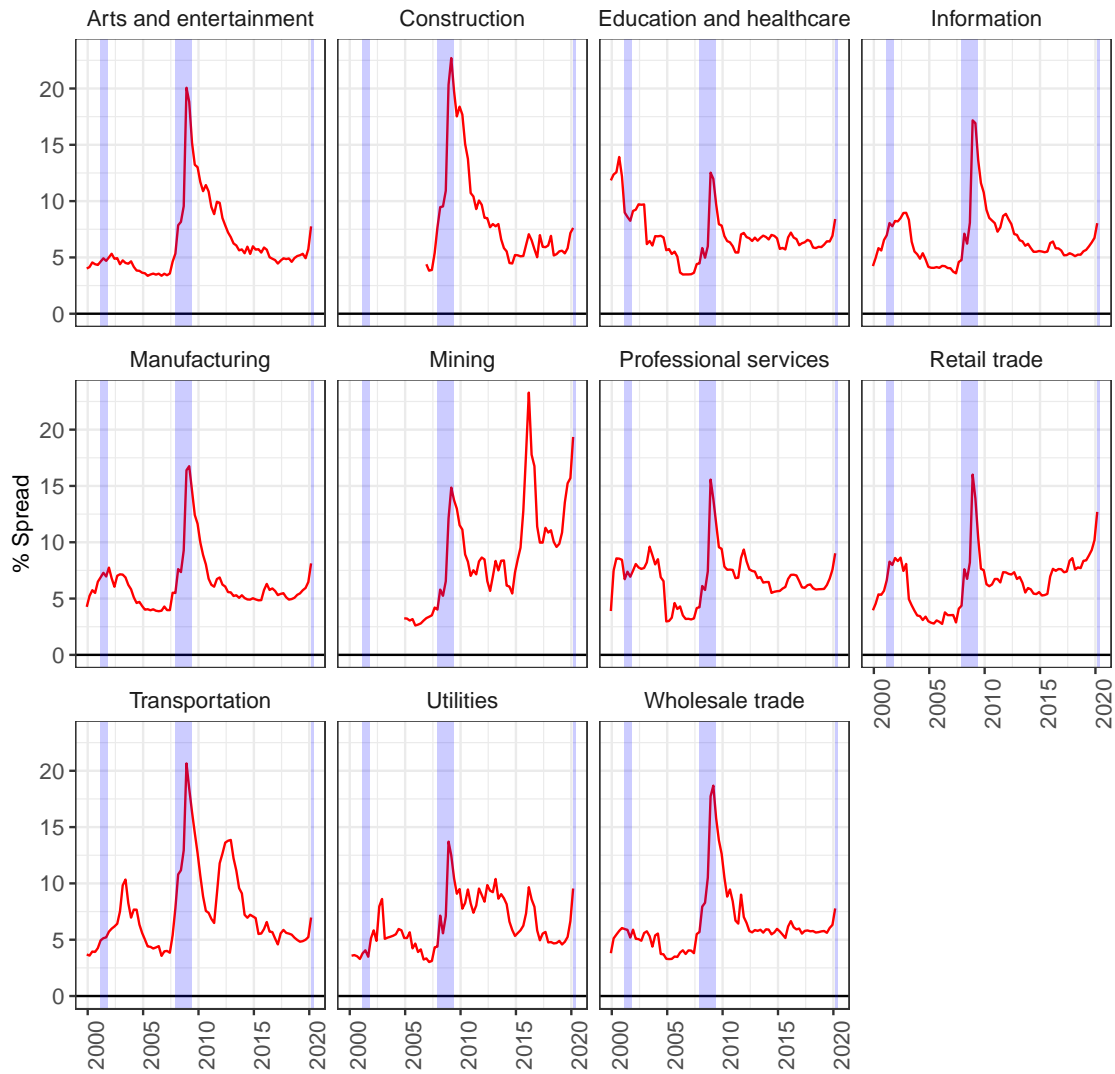 Arts and entertainment
Construction
Education and healthcare
Information
20
15
10
5
0
Manufacturing
Mining
Professional services
Retail trade
% Spread
20
15
10
5
0
2000
2005
2010
2015
2020
Transportation
Utilities
Wholesale trade
20
15
10
5
0
2000
2005
2010
2015
2020
2000
2005
2010
2015
2020
2000
2005
2010
2015
2020